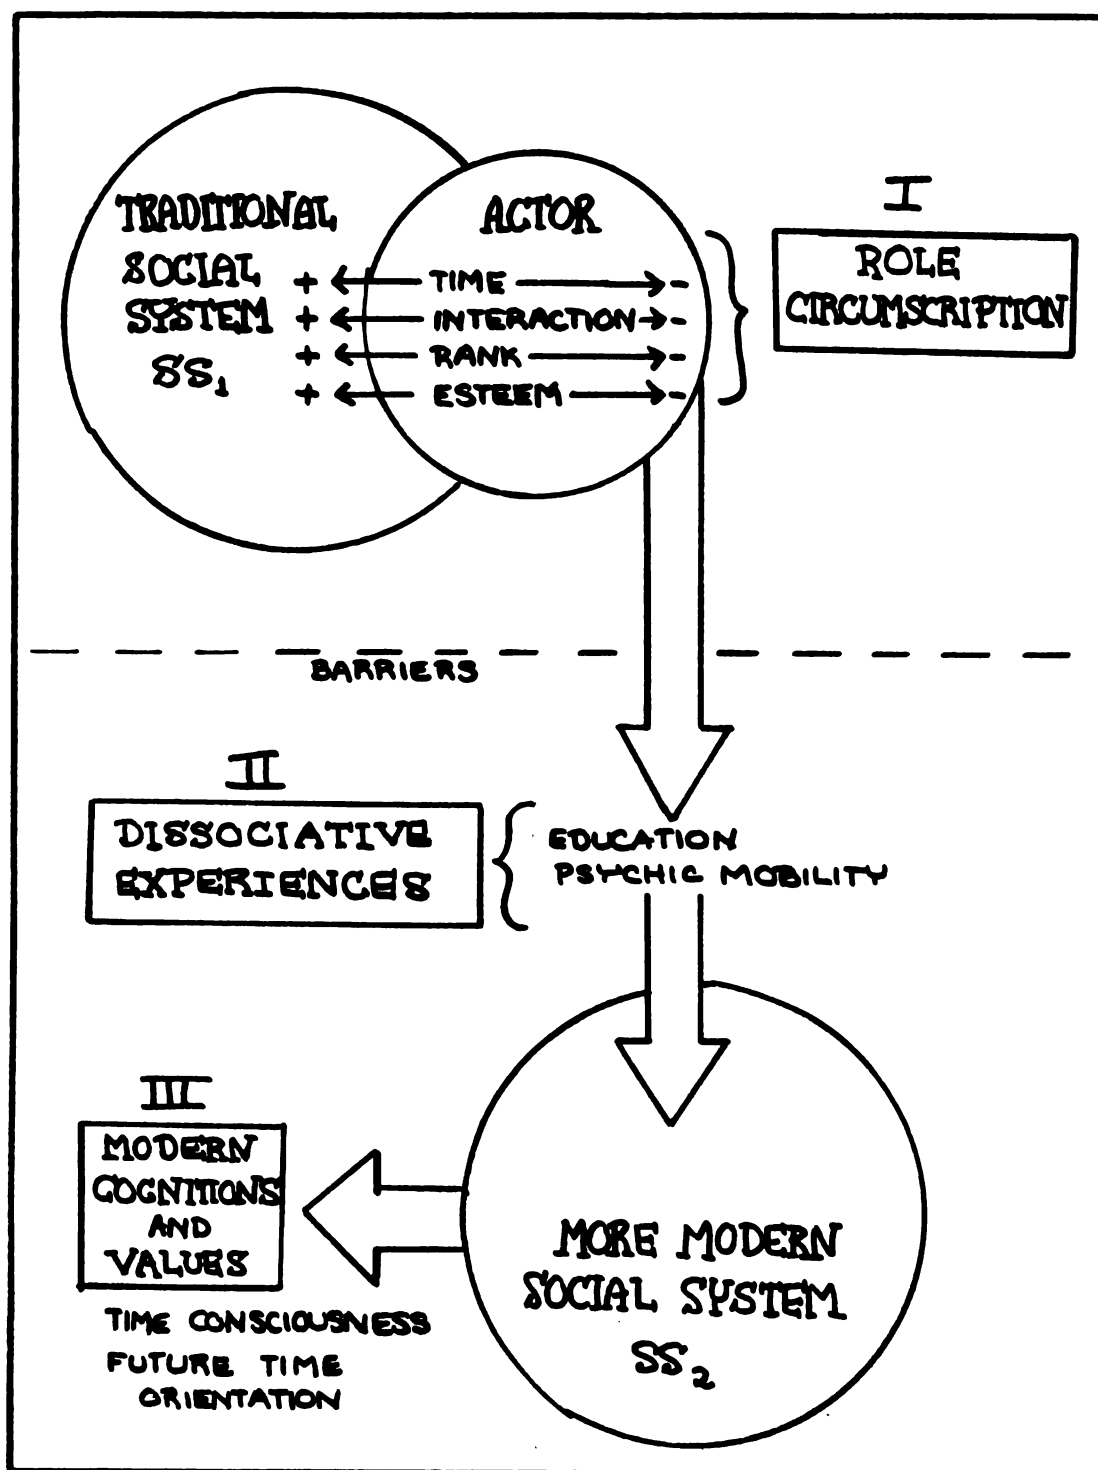 TRADITIONAL
SOCIAL
SYSTEM
SS₁
ACTOR
+ ← TIME → -
+ ← INTERACTION → -
+ ← RANK → -
+ ← ESTEEM → -
I
ROLE
CIRCUMSCRIPTION
BARRIERS
II
DISSOCIATIVE
EXPERIENCES
EDUCATION
PSYCHIC MOBILITY
III
MODERN
COGNITIONS
AND
VALUES
TIME CONSCIOUSNESS
FUTURE TIME
ORIENTATION
MORE MODERN
SOCIAL SYSTEM
SS₂